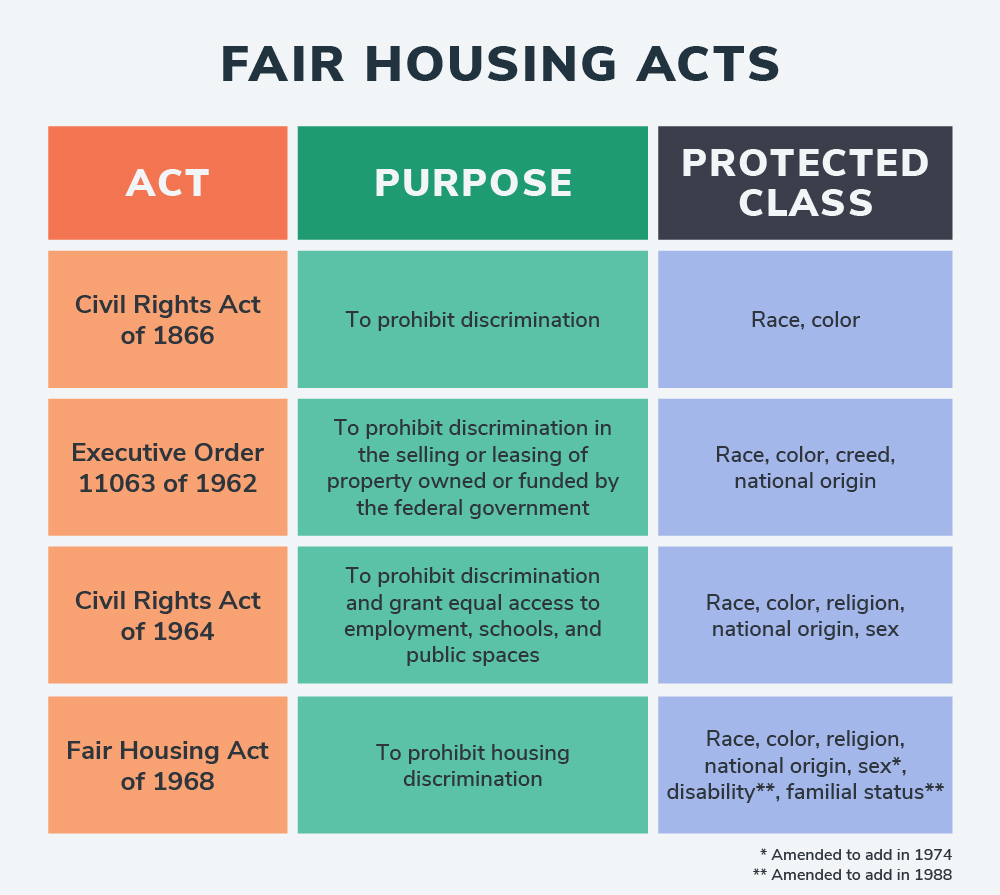 FAIR HOUSING ACTS
ACT
PURPOSE
PROTECTED
CLASS
Civil Rights Act
of 1866
To prohibit discrimination
Race, color
Executive Order
11063 of 1962
To prohibit discrimination in
the selling or leasing of
property owned or funded by
the federal government
Race, color, creed,
national origin
Civil Rights Act
of 1964
To prohibit discrimination
and grant equal access to
employment, schools, and
public spaces
Race, color, religion,
national origin, sex
Fair Housing Act
of 1968
To prohibit housing
discrimination
Race, color, religion,
national origin, sex*,
disability**, familial status**
* Amended to add in 1974
** Amended to add in 1988